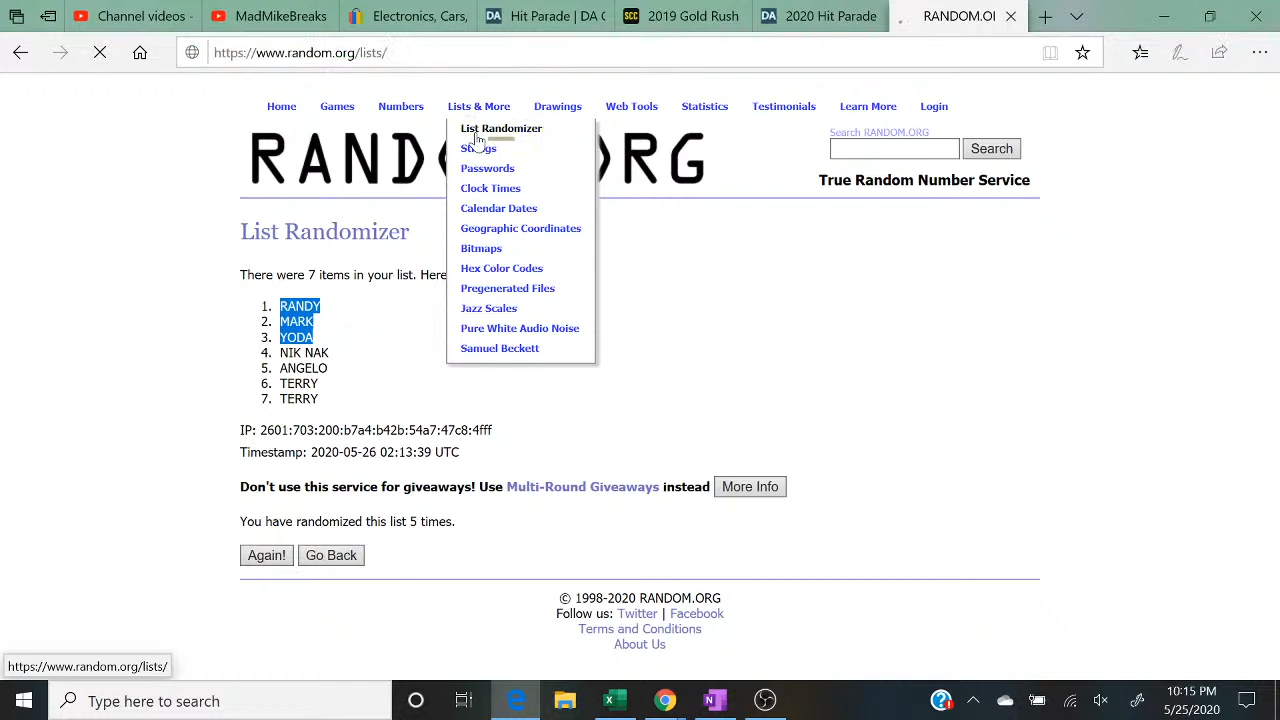 Channel videos -
MadMikeBreaks
Electronics, Cars,
DA PARADE | DA C
2019 Gold Rush
2020 Hit Parade
RANDOM.O
https://www.random.org/lists/
Home Games Numbers Lists & More Drawings Web Tools Statistics Testimonials Learn More Login
List Randomizer
Strings
Passwords
Clock Times
Calendar Dates
Geographic Coordinates
Bitmaps
Hex Color Codes
Pregenerated Files
Jazz Scales
Pure White Audio Noise
Samuel Beckett
RAND
ORG
Search RANDOM.ORG
Search
True Random Number Service
List Randomizer
There were 7 items in your list. Here
1. RANDY
2. MARK
3. YODA
4. NIK NAK
5. ANGELO
6. TERRY
7. TERRY
IP: 2601:703:200:b7a4:b42b:54a7:47c8:4fff
Timestamp: 2020-05-26 02:13:39 UTC
Don't use this service for giveaways! Use Multi-Round Giveaways instead More Info
You have randomized this list 5 times.
Again! Go Back
© 1998-2020 RANDOM.ORG
Follow us: Twitter | Facebook
Terms and Conditions
About Us
https://www.random.org/lists/
Type here to search
10:15 PM
5/25/2020